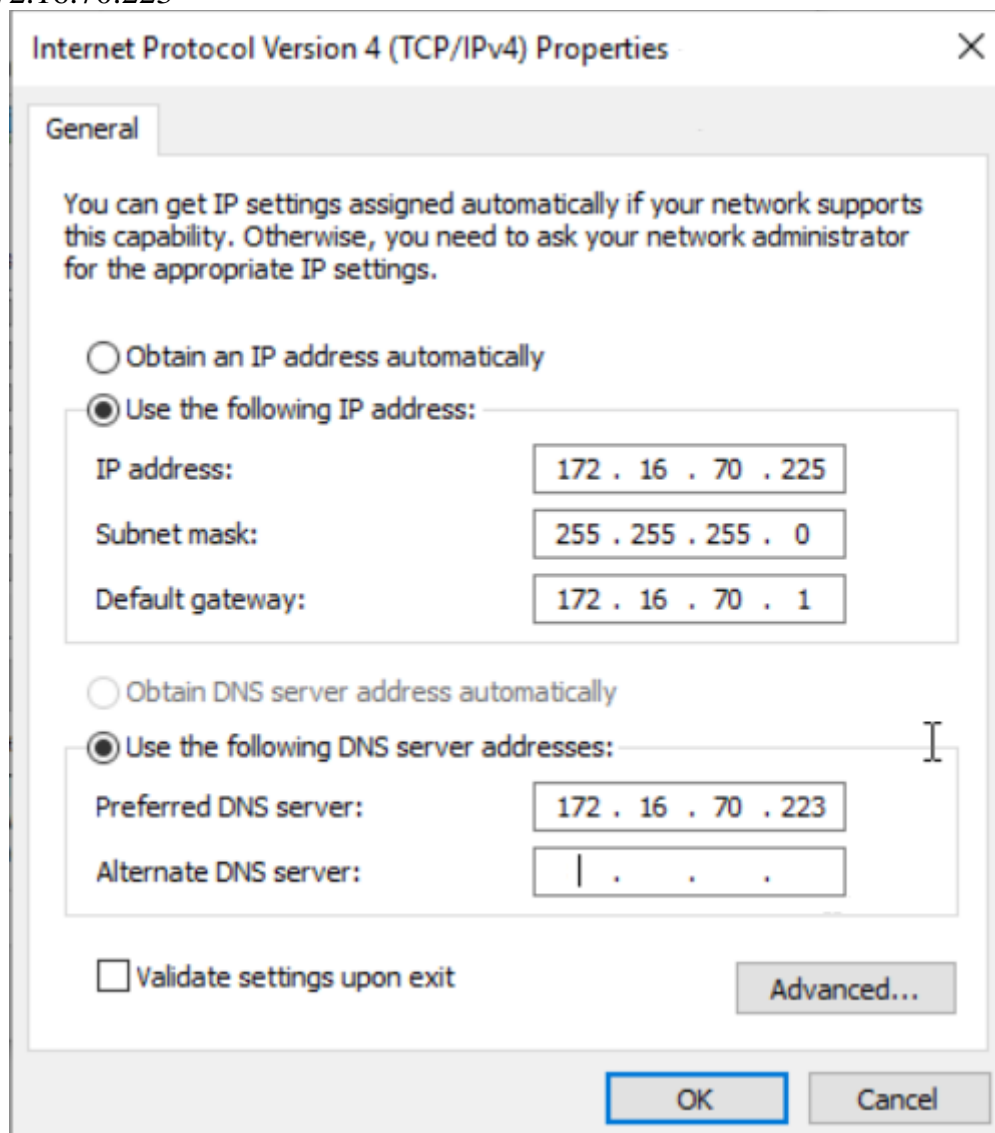 Internet Protocol Version 4 (TCP/IPv4) Properties
General
You can get IP settings assigned automatically if your network supports
this capability. Otherwise, you need to ask your network administrator
for the appropriate IP settings.
Obtain an IP address automatically
Use the following IP address:
IP address: 172 . 16 . 70 . 225
Subnet mask: 255 . 255 . 255 . 0
Default gateway: 172 . 16 . 70 . 1
Obtain DNS server address automatically
Use the following DNS server addresses:
Preferred DNS server: 172 . 16 . 70 . 223
Alternate DNS server: . . .
Validate settings upon exit
Advanced...
OK Cancel